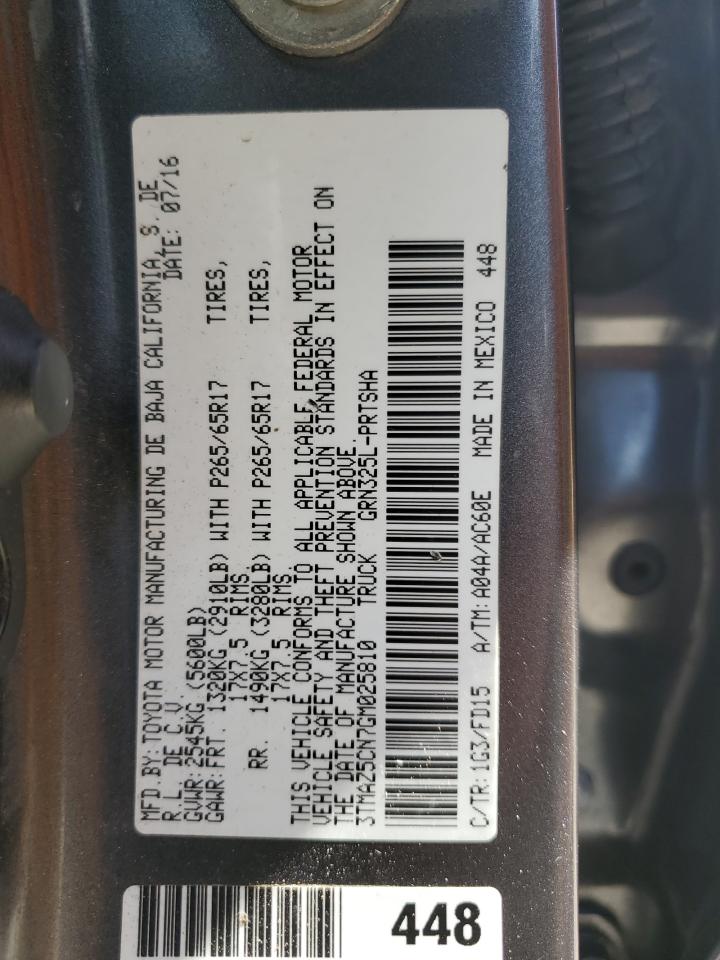 MFD.BY:TOYOTA MOTOR MANUFACTURING DE BAJA CALIFORNIA,S. DE
R.L.DE C.V. DATE: 07/16
GVWR:2545KG (5600LB)
GAWR:FRT. 1320KG (2910LB) WITH P265/65R17 TIRES,
17X7.5 RIMS.
RR. 1490KG (3280LB) WITH P265/65R17 TIRES,
17X7.5 RIMS.
THIS VEHICLE CONFORMS TO ALL APPLICABLE FEDERAL MOTOR
VEHICLE SAFETY AND THEFT PREVENTION STANDARDS IN EFFECT ON
THE DATE OF MANUFACTURE SHOWN ABOVE.
3TMAZ5CN7GM025810 TRUCK GRN325L-PRTSHA
C/TR:1G3/FD15 A/TM:A04A/AC60E MADE IN MEXICO 448
448